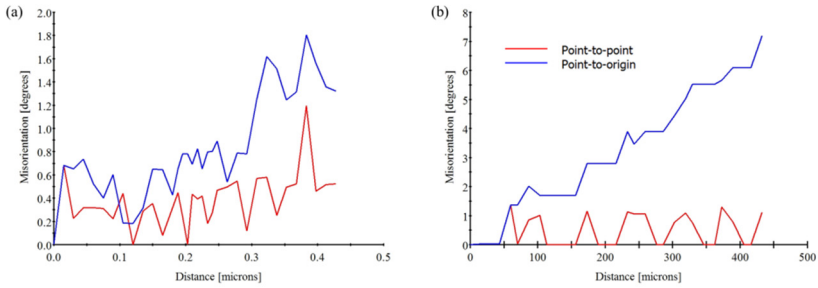 (a)
2.0
1.8
1.6
1.4
1.2
1.0
0.8
0.6
0.4
0.2
0.0
Misorientation [degrees]
0.0 0.1 0.2 0.3 0.4 0.5
Distance [microns]
(b)
8
7
6
5
4
3
2
1
0
Misorientation [degrees]
Point-to-point
Point-to-origin
0 100 200 300 400 500
Distance [microns]